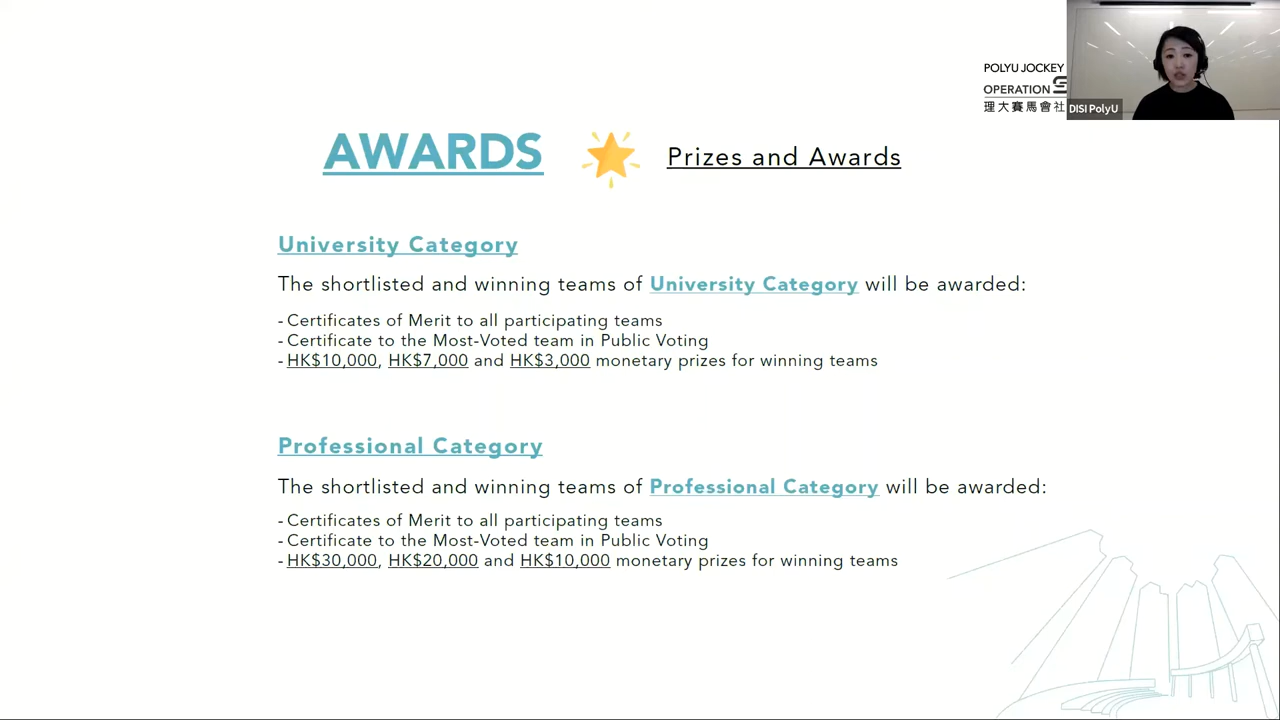 POLYU JOCKEY
OPERATION S
理大賽馬會社
DISI PolyU
AWARDS
Prizes and Awards
University Category
The shortlisted and winning teams of University Category will be awarded:
- Certificates of Merit to all participating teams
- Certificate to the Most-Voted team in Public Voting
- HK$10,000, HK$7,000 and HK$3,000 monetary prizes for winning teams
Professional Category
The shortlisted and winning teams of Professional Category will be awarded:
- Certificates of Merit to all participating teams
- Certificate to the Most-Voted team in Public Voting
- HK$30,000, HK$20,000 and HK$10,000 monetary prizes for winning teams